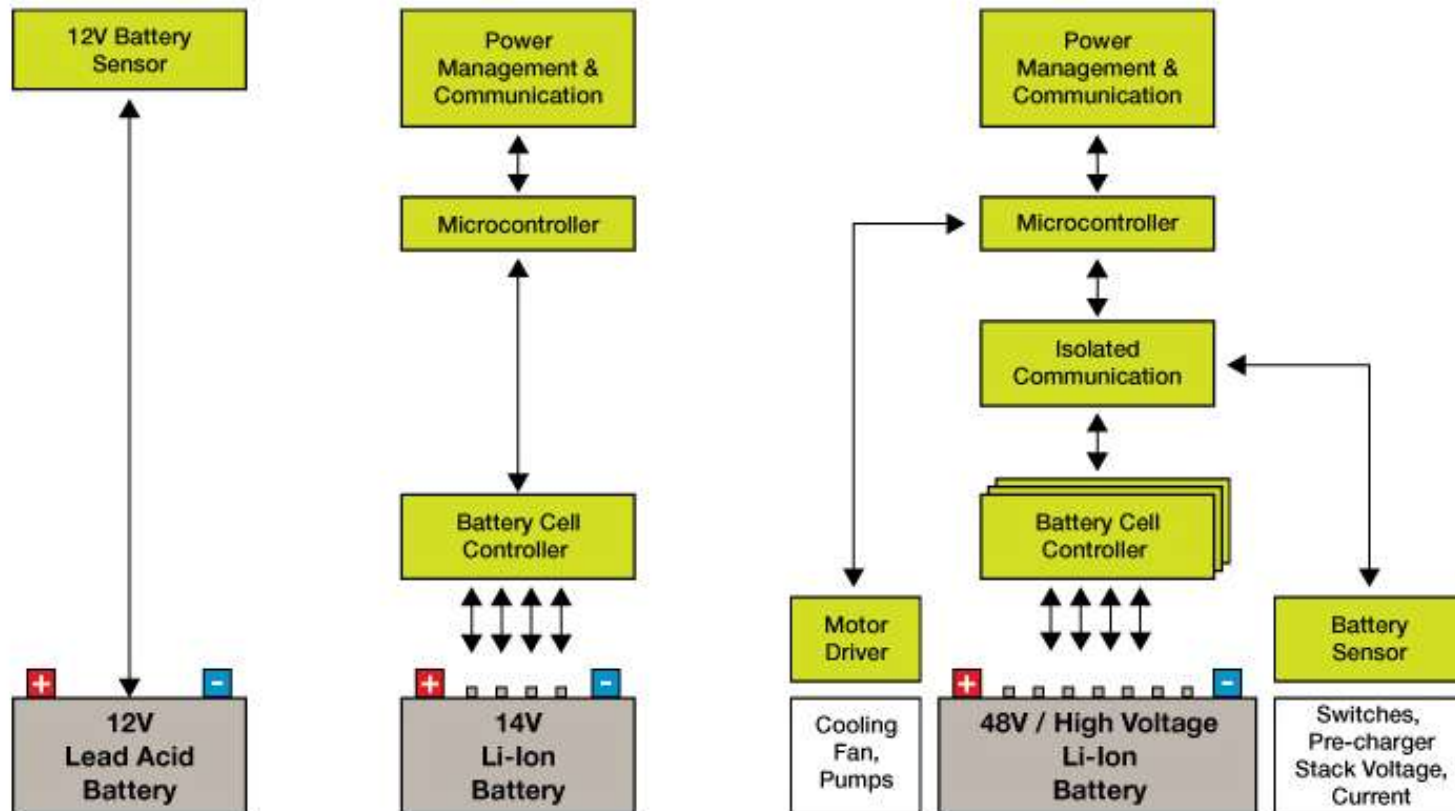 12V Battery
Sensor
Power
Management &
Communication
Microcontroller
Battery Cell
Controller
+
-
12V
Lead Acid
Battery
+
-
14V
Li-Ion
Battery
Power
Management &
Communication
Microcontroller
Isolated
Communication
Battery Cell
Controller
Motor
Driver
Cooling
Fan,
Pumps
+
-
48V / High Voltage
Li-Ion
Battery
Battery
Sensor
Switches,
Pre-charger
Stack Voltage,
Current